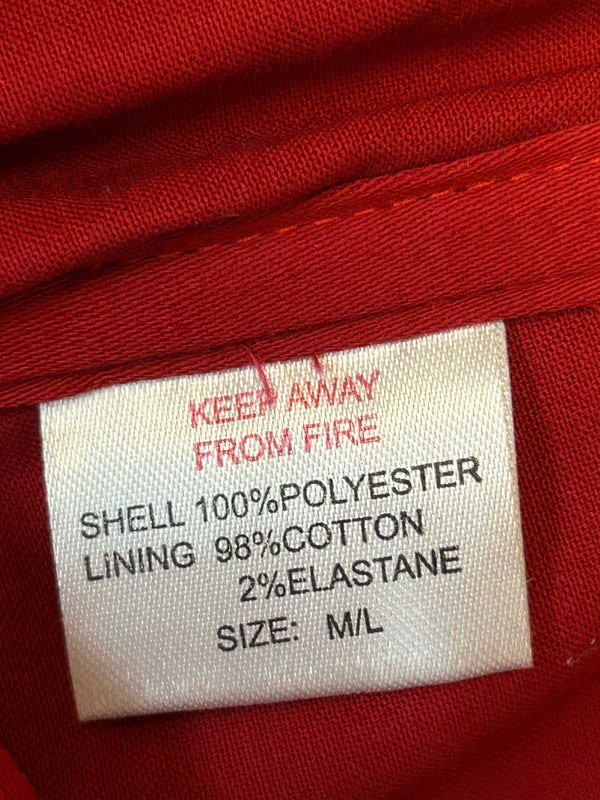 KEEP AWAY
FROM FIRE
SHELL 100%POLYESTER
LiNING 98%COTTON
2%ELASTANE
SIZE: M/L